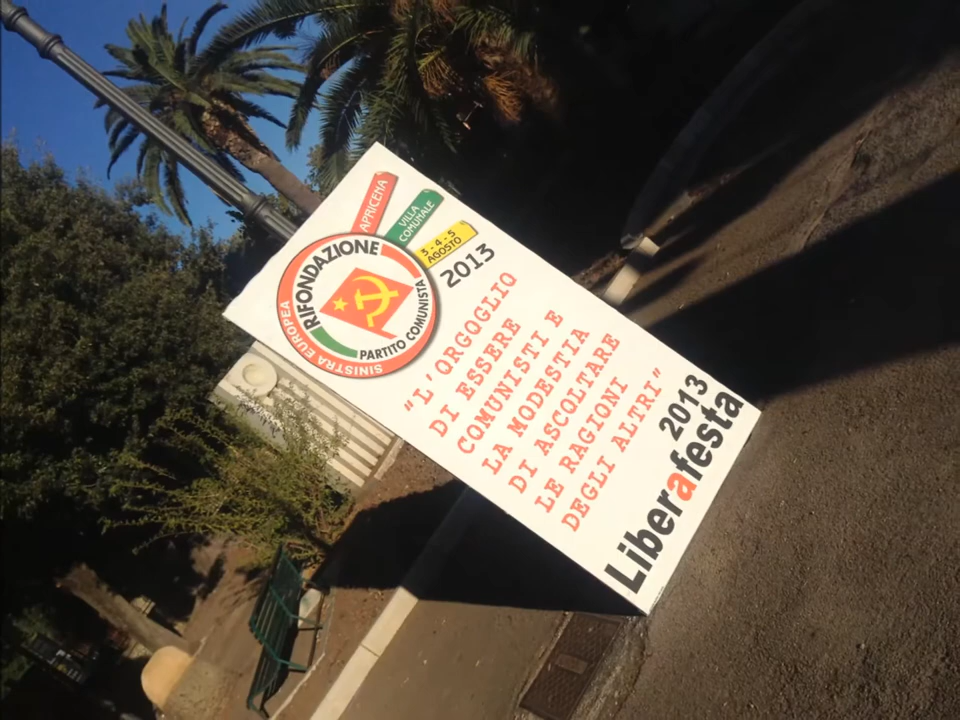 APRICENA
VILLA
COMUNALE
3 - 4 - 5
AGOSTO
2013
RIFONDAZIONE
PARTITO COMUNISTA
SINISTRA EUROPEA
"L'ORGOGLIO
DI ESSERE
COMUNISTI E
LA MODESTIA
DI ASCOLTARE
LE RAGIONI
DEGLI ALTRI"
2013
Liberafesta